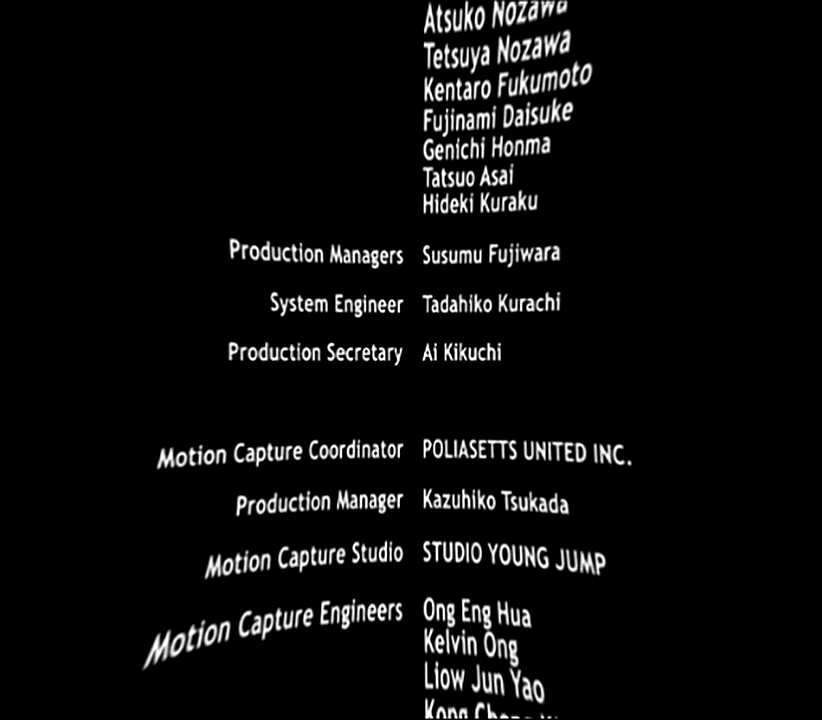 Atsuko Nozawa
Tetsuya Nozawa
Kentaro Fukumoto
Fujinami Daisuke
Genichi Honma
Tatsuo Asai
Hideki Kuraku
Production Managers Susumu Fujiwara
System Engineer Tadahiko Kurachi
Production Secretary Ai Kikuchi
Motion Capture Coordinator POLIASETTS UNITED INC.
Production Manager Kazuhiko Tsukada
Motion Capture Studio STUDIO YOUNG JUMP
Motion Capture Engineers Ong Eng Hua
Kelvin Ong
Liow Jun Yao
Kong